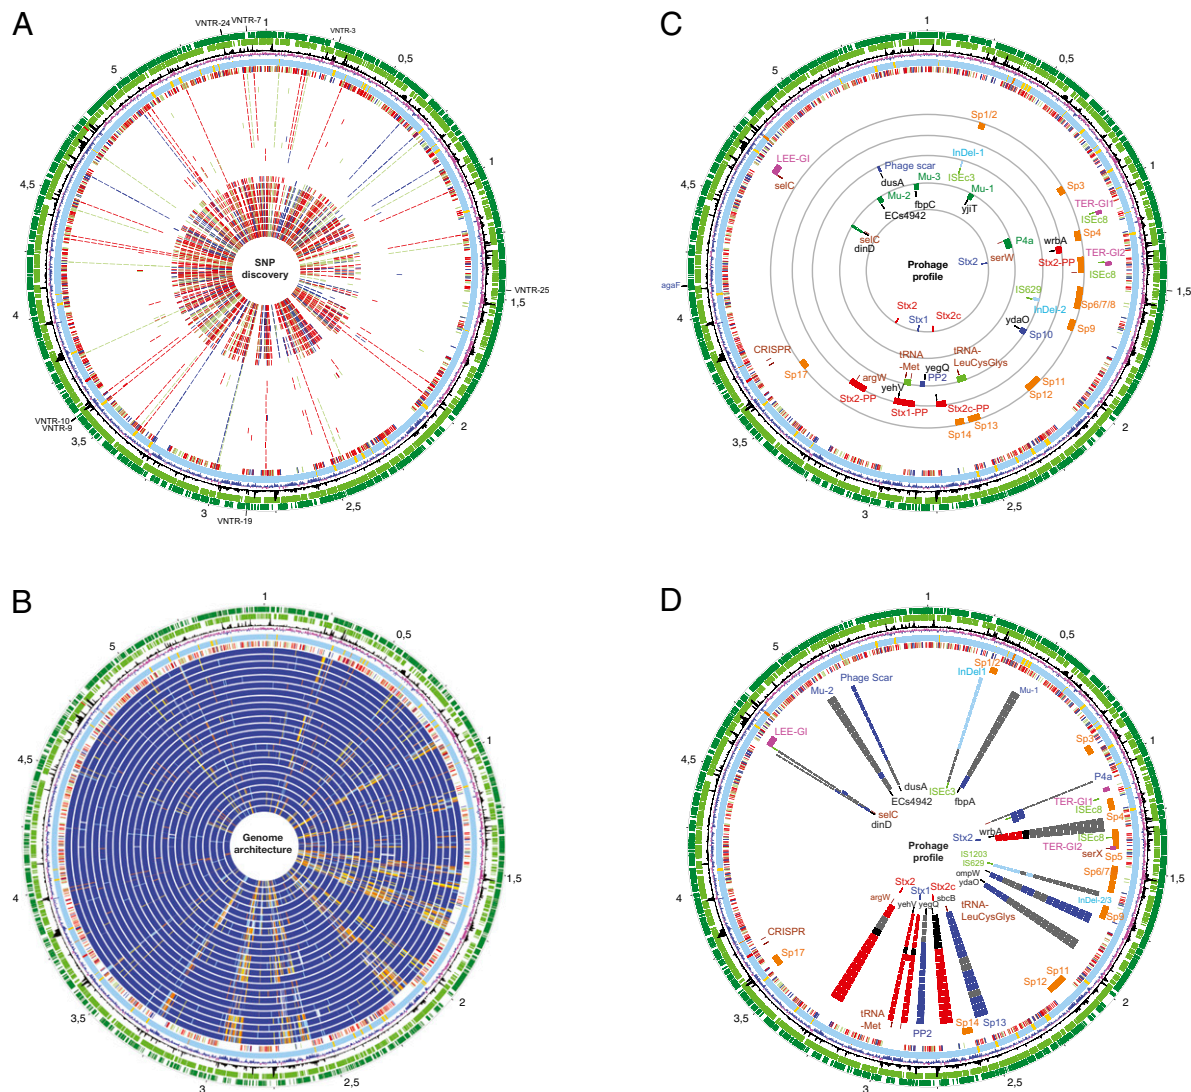 A
VNTR-24
VNTR-7
1
VNTR-3
0,5
1
VNTR-25
1,5
2
2,5
VNTR-19
3
3,5
VNTR-10
VNTR-9
4
4,5
5
SNP
discovery
C
1
0,5
1
1,5
2
2,5
3
3,5
4
agaF
4,5
5
Sp1/2
InDel-1
ISEc3
LEE-GI
selC
Phage scar
dusA
Mu-3
Mu-2
fbpC
Mu-1
yjiT
ECs4942
Sp3
TER-GI1
ISEc8
Sp4
selC
dinD
P4a
serW
wrbA
TER-GI2
Stx2-PP
ISEc8
Prohage
profile
Stx2
IS629
InDel-2
Sp6/7/8
Stx2
Stx1
Stx2c
ydaO
Sp10
Sp9
CRISPR
Sp17
tRNA
-Met
yegQ
tRNA-
LeuCysGlys
argW
yehV
PP2
Stx2-PP
Stx1-PP
Stx2c-PP
Sp11
Sp12
Sp13
Sp14
B
1
0,5
1
1,5
2
2,5
3
3,5
4
4,5
5
Genome
architecture
D
1
0,5
1
1,5
2
2,5
3
3,5
4
4,5
5
Sp1/2
InDel1
Phage Scar
Mu-2
Mu-1
LEE-GI
Sp3
P4a
dusA
ISEc3
ECs4942
fbpA
TER-GI1
ISEc8
Sp4
selC
dinD
wrbA
Stx2
ISEc8
TER-GI2
serX
Sp5
Prohage
profile
IS1203
IS629
ompW
ydaO
Sp6/7
InDel-2/3
Sp9
Stx2
Stx1
Stx2c
argW
yehV
yegQ
sbcB
tRNA-
LeuCysGlys
CRISPR
Sp17
Sp11
Sp12
tRNA
-Met
PP2
Sp14
Sp13